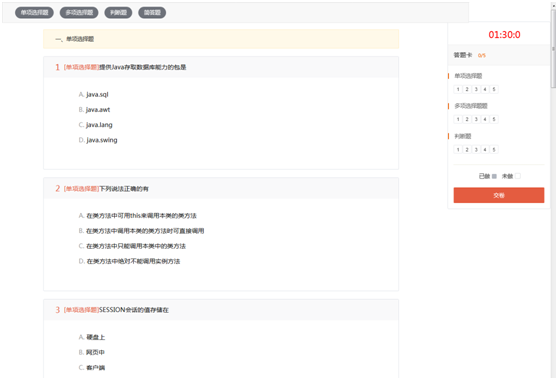 单项选择题 多项选择题 判断题 简答题
01:30:0
一、单项选择题
答题卡 0/5
1 [单项选择题]提供Java存取数据库能力的包是
A. java.sql
B. java.awt
C. java.lang
D. java.swing
单项选择题
1 2 3 4 5
多项选择题题
1 2 3 4 5
判断题
1 2 3 4 5
已做 未做
交卷
2 [单项选择题]下列说法正确的有
A. 在类方法中可用this来调用本类的类方法
B. 在类方法中调用本类的类方法时可直接调用
C. 在类方法中只能调用本类中的类方法
D. 在类方法中绝对不能调用实例方法
3 [单项选择题]SESSION会话的值存储在
A. 硬盘上
B. 网页中
C. 客户端